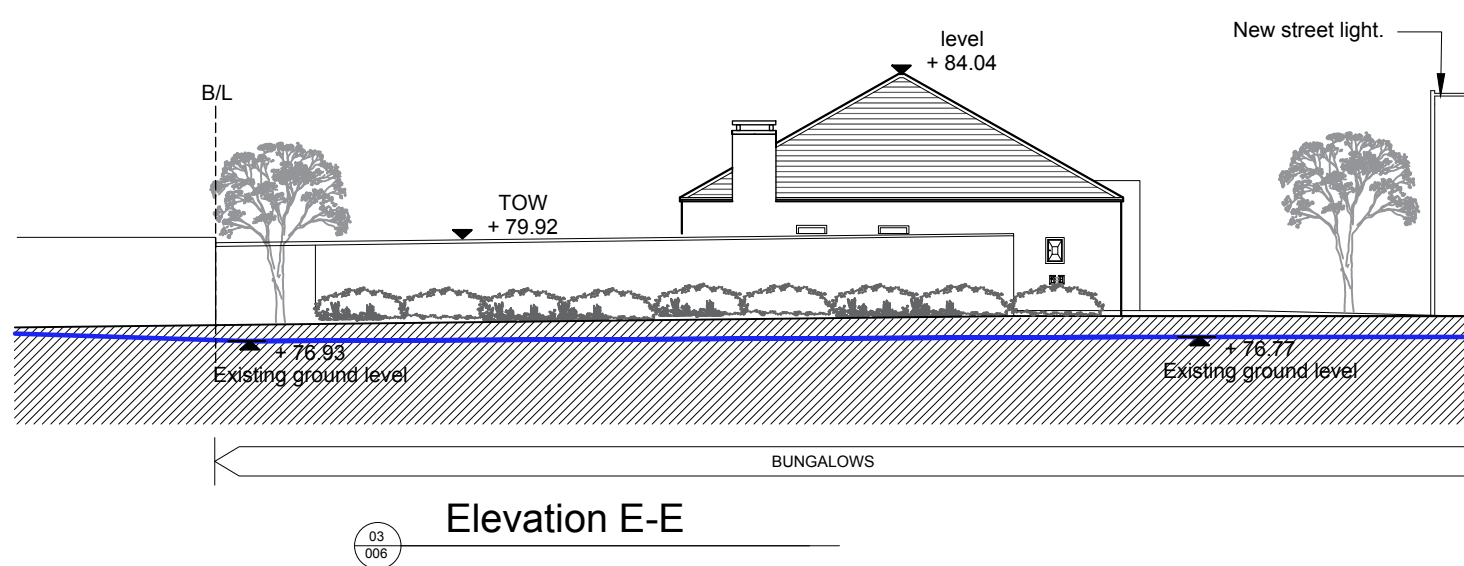 New street light.
level
+ 84.04
B/L
TOW
+ 79.92
+ 76.93
Existing ground level
+ 76.77
Existing ground level
BUNGALOWS
Elevation E-E
03
006